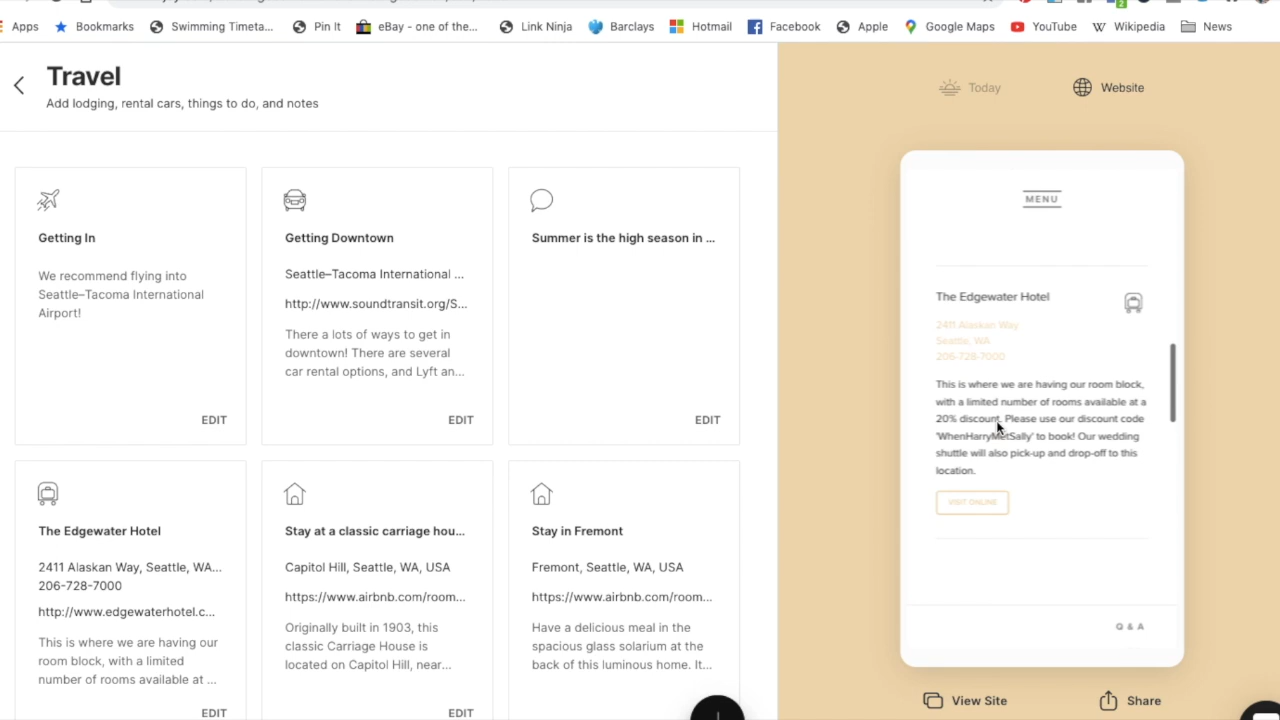 Apps Bookmarks Swimming Timeta... Pin It eBay - one of the... Link Ninja Barclays Hotmail Facebook Apple Google Maps YouTube Wikipedia News
Travel
Add lodging, rental cars, things to do, and notes
Getting In
We recommend flying into
Seattle–Tacoma International
Airport!
EDIT
Getting Downtown
Seattle–Tacoma International ...
http://www.soundtransit.org/S...
There a lots of ways to get in
downtown! There are several
car rental options, and Lyft an...
EDIT
Summer is the high season in ...
EDIT
The Edgewater Hotel
2411 Alaskan Way, Seattle, WA...
206-728-7000
http://www.edgewaterhotel.c...
This is where we are having our
room block, with a limited
number of rooms available at ...
EDIT
Stay at a classic carriage hou...
Capitol Hill, Seattle, WA, USA
https://www.airbnb.com/room...
Originally built in 1903, this
classic Carriage House is
located on Capitol Hill, near...
EDIT
Stay in Fremont
Fremont, Seattle, WA, USA
https://www.airbnb.com/room...
Have a delicious meal in the
spacious glass solarium at the
back of this luminous home. It...
Today
Website
MENU
The Edgewater Hotel
2411 Alaskan Way
Seattle, WA
206-728-7000
This is where we are having our room block,
with a limited number of rooms available at a
20% discount. Please use our discount code
'WhenHarryMetSally' to book! Our wedding
shuttle will also pick-up and drop-off to this
location.
VISIT ONLINE
Q & A
View Site
Share